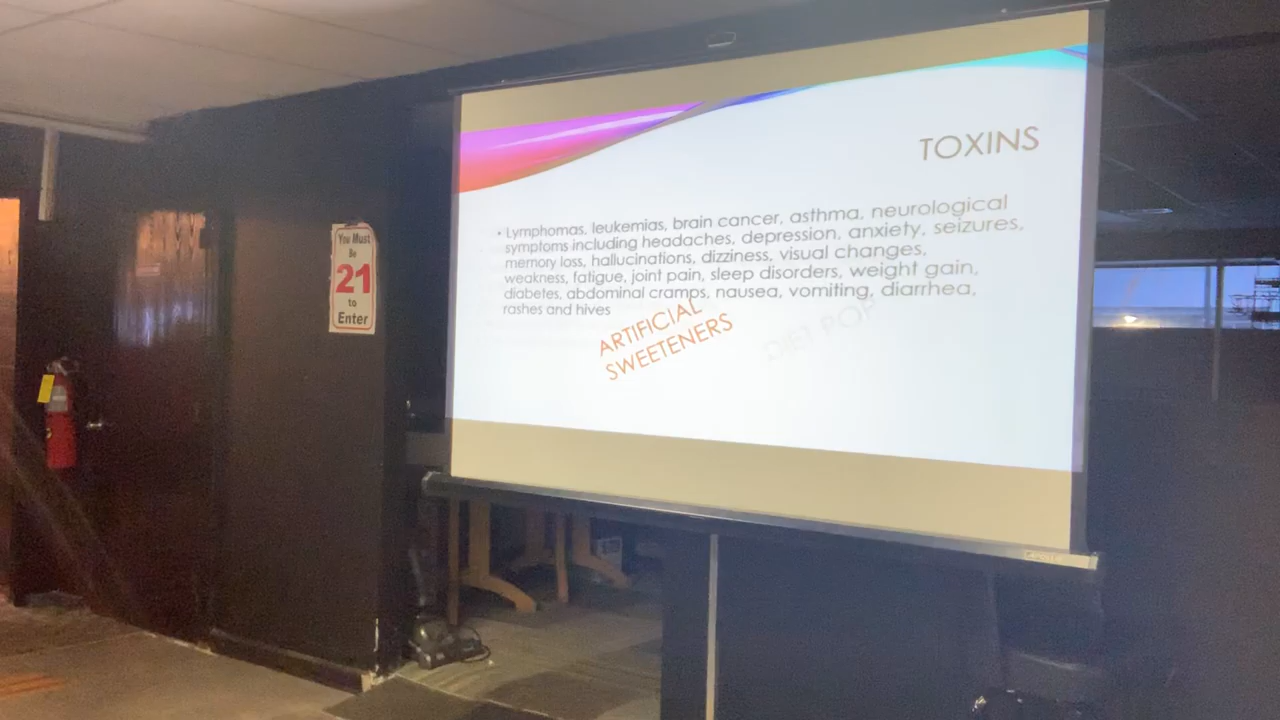 TOXINS
• Lymphomas, leukemias, brain cancer, asthma, neurological
symptoms including headaches, depression, anxiety, seizures,
memory loss, hallucinations, dizziness, visual changes,
weakness, fatigue, joint pain, sleep disorders, weight gain,
diabetes, abdominal cramps, nausea, vomiting, diarrhea,
rashes and hives
ARTIFICIAL
SWEETENERS
DIET POP
You Must
Be
21
to
Enter